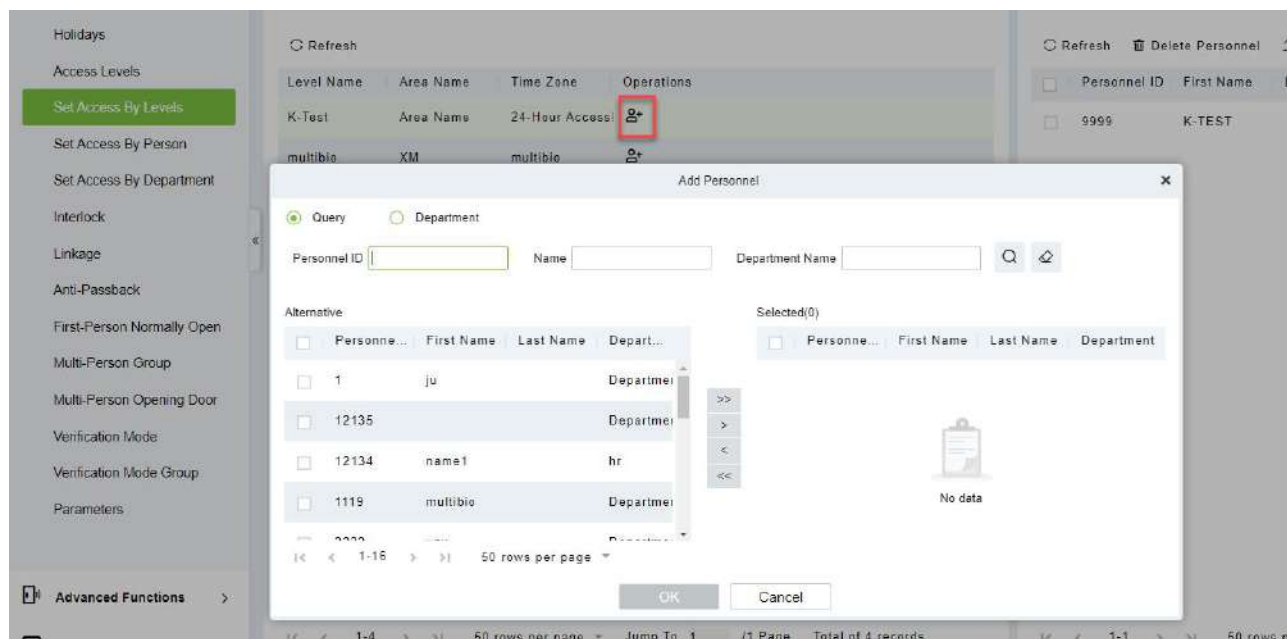 Holidays
Access Levels
Set Access By Levels
Set Access By Person
Set Access By Department
Interlock
Linkage
Anti-Passback
First-Person Normally Open
Multi-Person Group
Multi-Person Opening Door
Verification Mode
Verification Mode Group
Parameters
Advanced Functions >
«
Refresh
Level Name Area Name Time Zone Operations
K-Test Area Name 24-Hour Access
multibio XM multibio
Refresh Delete Personnel
Personnel ID First Name
9999 K-TEST
Add Personnel ×
Query Department
Personnel ID Name Department Name
Alternative
Personne... First Name Last Name Depart...
1 ju Departmen
12135 Departmen
12134 name1 hr
1119 multibio Departmen
|< < 1-16 > >| 50 rows per page
>>
>
<
<<
Selected(0)
Personne... First Name Last Name Department
No data
OK Cancel
|< < 1-4 > >| 50 rows per page Jump To 1 /1 Page Total of 4 records
|< < 1-1 > >| 50 rows